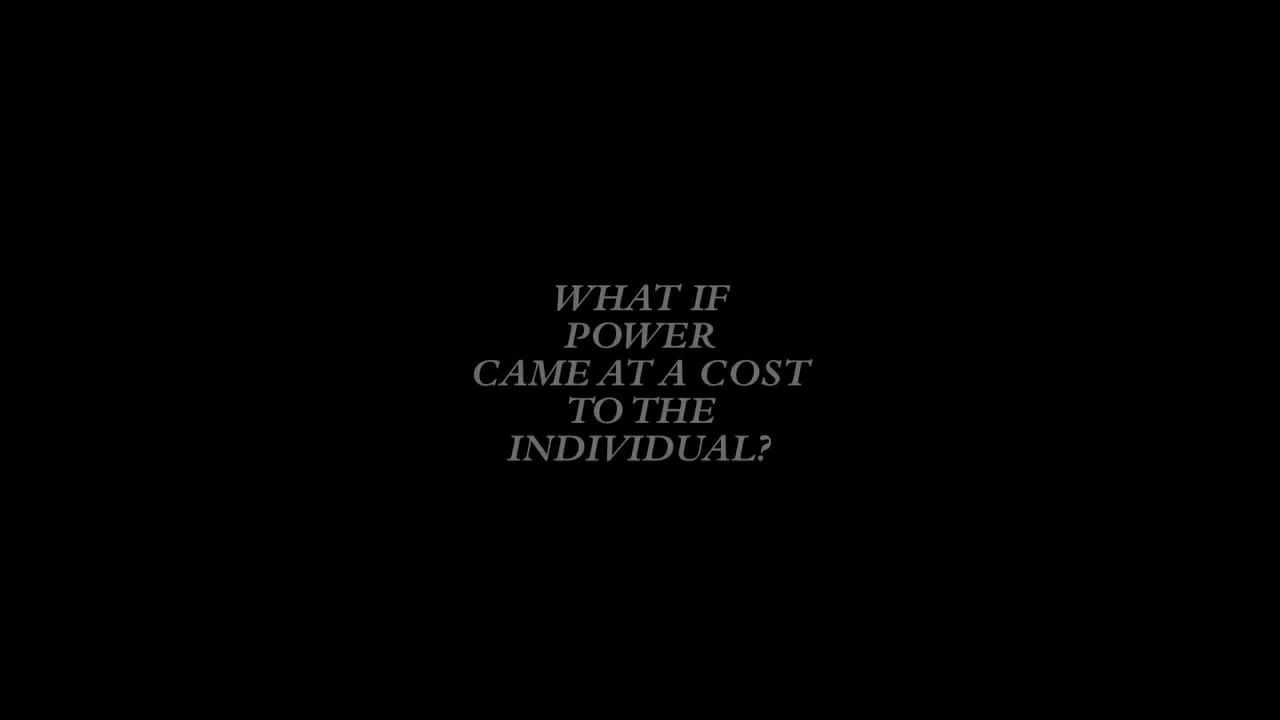 WHAT IF
POWER
CAME AT A COST
TO THE
INDIVIDUAL?